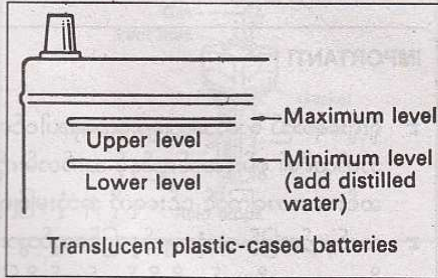 Maximum level
Upper level
Minimum level
Lower level
(add distilled
water)
Translucent plastic-cased batteries